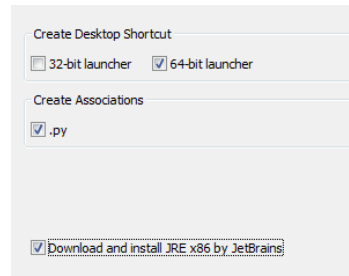 Create Desktop Shortcut
32-bit launcher 64-bit launcher
Create Associations
.py
Download and install JRE x86 by JetBrains